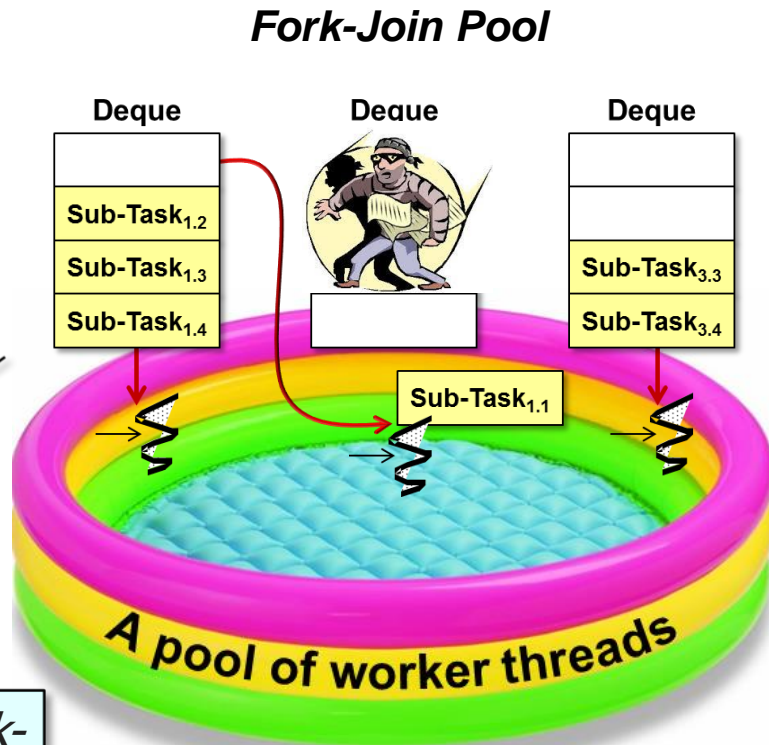 Fork-Join Pool
Deque Deque Deque
Sub-Task1.2
Sub-Task1.3 Sub-Task3.3
Sub-Task1.4 Sub-Task3.4
Sub-Task1.1
A pool of worker threads
k-